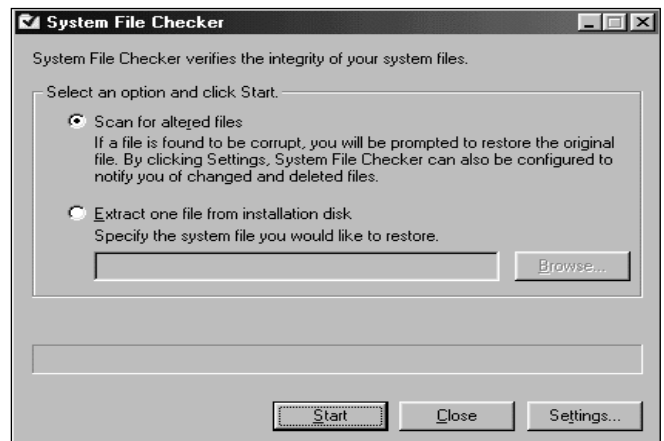 System File Checker
System File Checker verifies the integrity of your system files.
Select an option and click Start.
Scan for altered files
If a file is found to be corrupt, you will be prompted to restore the original
file. By clicking Settings, System File Checker can also be configured to
notify you of changed and deleted files.
Extract one file from installation disk
Specify the system file you would like to restore.
Browse...
Start
Close
Settings...